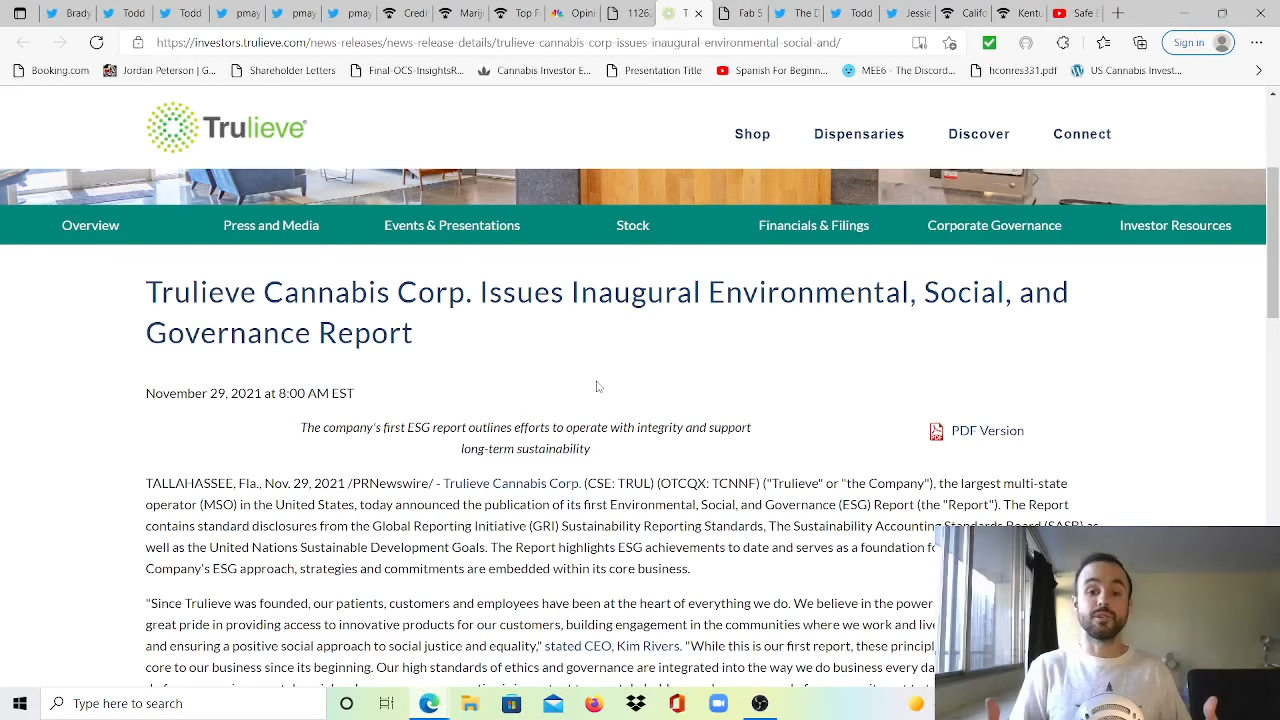 Brady
Todd
Todd
pmay
pmay
Credi
Mariju
Top F
Opini
1126
T
Fab 5
The D
Todd
Jessie
Califo
Kentu
Safe B
https://investors.trulieve.com/news-releases/news-release-details/trulieve-cannabis-corp-issues-inaugural-environmental-social-and/
Sign in
Booking.com
Jordan Peterson | G...
Shareholder Letters
Final-OCS-InsightsR...
Cannabis Investor E...
Presentation Title
Spanish For Beginn...
MEE6 - The Discord...
hconres331.pdf
US Cannabis Invest...
Trulieve
Shop
Dispensaries
Discover
Connect
Overview
Press and Media
Events & Presentations
Stock
Financials & Filings
Corporate Governance
Investor Resources
Trulieve Cannabis Corp. Issues Inaugural Environmental, Social, and
Governance Report
November 29, 2021 at 8:00 AM EST
The company's first ESG report outlines efforts to operate with integrity and support
long-term sustainability
PDF Version
TALLAHASSEE, Fla., Nov. 29, 2021 /PRNewswire/ - Trulieve Cannabis Corp. (CSE: TRUL) (OTCQX: TCNNF) ("Trulieve" or "the Company"), the largest multi-state
operator (MSO) in the United States, today announced the publication of its first Environmental, Social, and Governance (ESG) Report (the "Report"). The Report
contains standard disclosures from the Global Reporting Initiative (GRI) Sustainability Reporting Standards, The Sustainability Accounting Standards Board (SASB) as
well as the United Nations Sustainable Development Goals. The Report highlights ESG achievements to date and serves as a foundation fo
Company's ESG approach, strategies and commitments are embedded within its core business.
"Since Trulieve was founded, our patients, customers and employees have been at the heart of everything we do. We believe in the power
great pride in providing access to innovative products for our customers, building engagement in the communities where we work and live
and ensuring a positive social approach to social justice and equality," stated CEO, Kim Rivers. "While this is our first report, these principl
core to our business since its beginning. Our high standards of ethics and governance are integrated into the way we do business every da
Type here to search